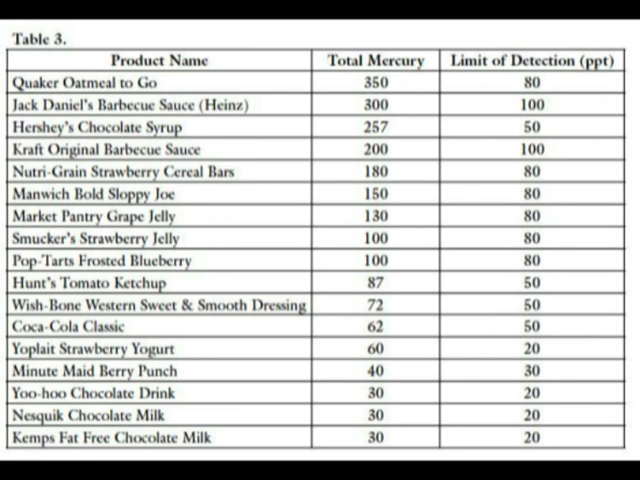 Table 3.
Product Name Total Mercury Limit of Detection (ppt)
Quaker Oatmeal to Go 350 80
Jack Daniel's Barbecue Sauce (Heinz) 300 100
Hershey's Chocolate Syrup 257 50
Kraft Original Barbecue Sauce 200 100
Nutri-Grain Strawberry Cereal Bars 180 80
Manwich Bold Sloppy Joe 150 80
Market Pantry Grape Jelly 130 80
Smucker's Strawberry Jelly 100 80
Pop-Tarts Frosted Blueberry 100 80
Hunt's Tomato Ketchup 87 50
Wish-Bone Western Sweet & Smooth Dressing 72 50
Coca-Cola Classic 62 50
Yoplait Strawberry Yogurt 60 20
Minute Maid Berry Punch 40 30
Yoo-hoo Chocolate Drink 30 20
Nesquik Chocolate Milk 30 20
Kemps Fat Free Chocolate Milk 30 20